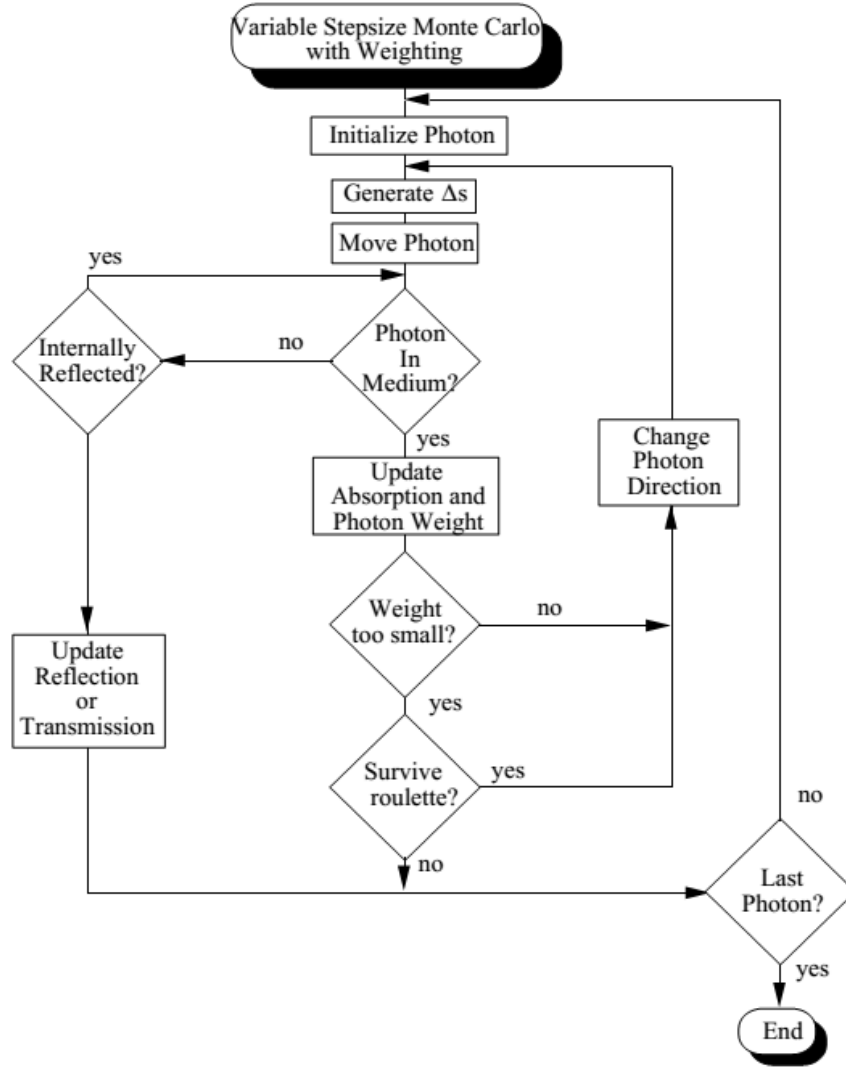 Variable Stepsize Monte Carlo
with Weighting
Initialize Photon
Generate Δs
Move Photon
yes
Internally
Reflected?
no
Photon
In
Medium?
yes
Change
Photon
Direction
Update
Absorption and
Photon Weight
Weight
too small?
no
yes
Update
Reflection
or
Transmission
Survive
roulette?
yes
no
no
Last
Photon?
yes
End